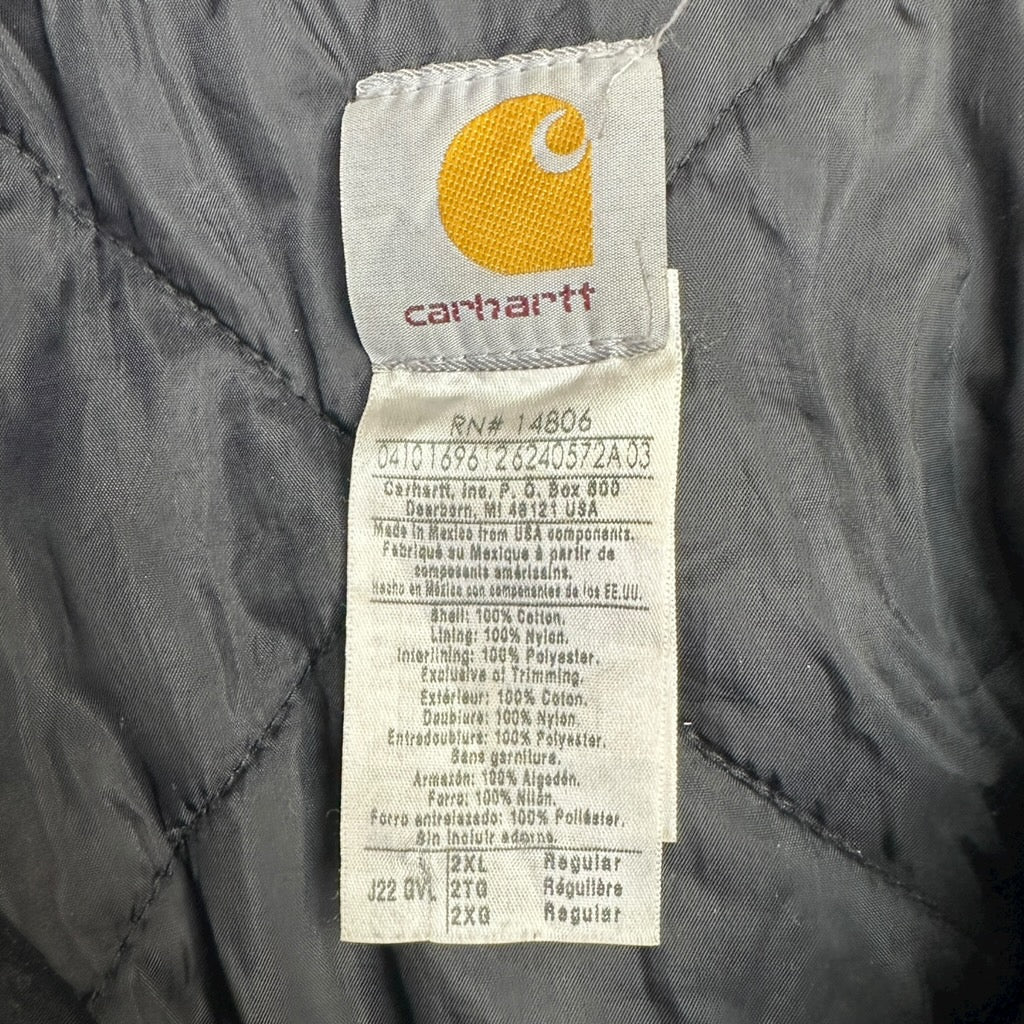 carhartt
RN# 14806
0410169612624057​2A03
Carhartt, Inc. P. O. Box 600
Dearborn, MI 48121 USA
Made in Mexico from USA components.
Fabriqué au Mexique à partir de
composants américains.
Hecho en México con componentes de los EE.UU.
Shell: 100% Cotton.
Lining: 100% Nylon.
Interlining: 100% Polyester.
Exclusive of Trimming.
Extérieur: 100% Coton.
Doublure: 100% Nylon.
Entredoublure: 100% Polyester.
Sans garniture.
Armazón: 100% Algodón.
Forro: 100% Nilón.
Forro entrelazado: 100% Poliéster.
Sin incluir adorno.
2XL Regular
J22 GVL 2TG Régulière
2XG Regular